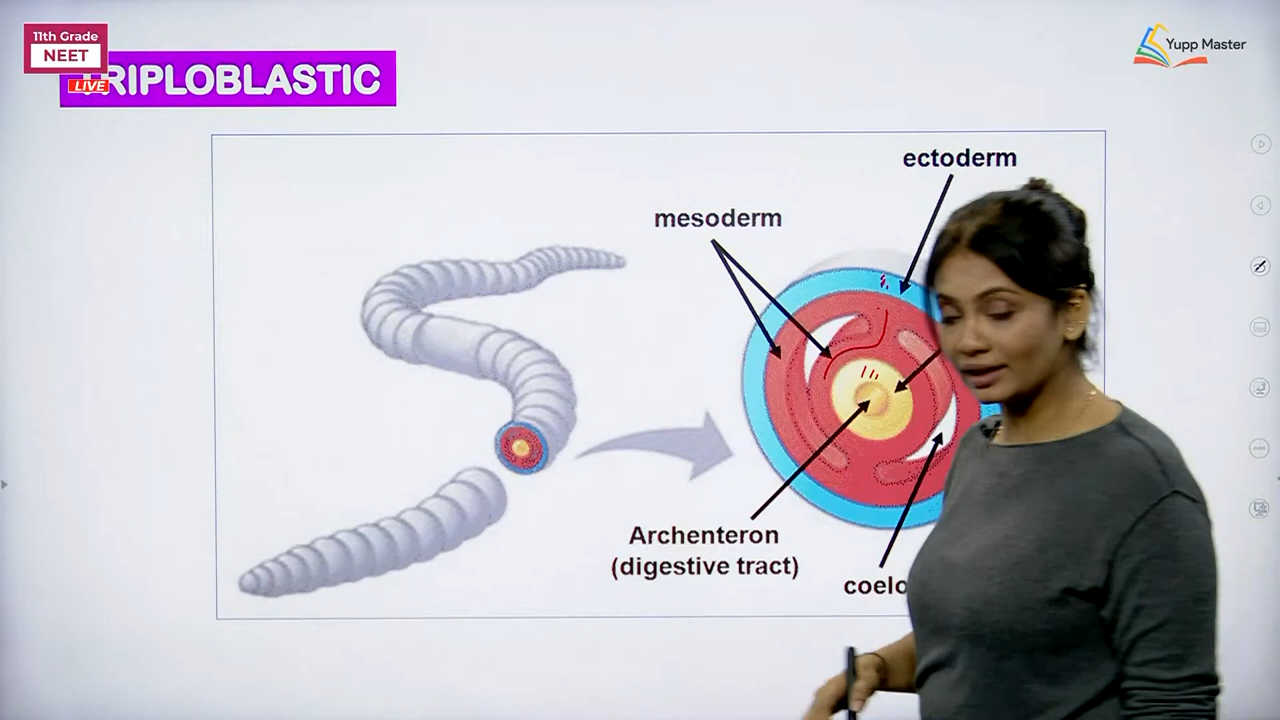 11th Grade
NEET
LIVE
RIPLOBLASTIC
Yupp Master
ectoderm
mesoderm
Archenteron
(digestive tract)
coelo